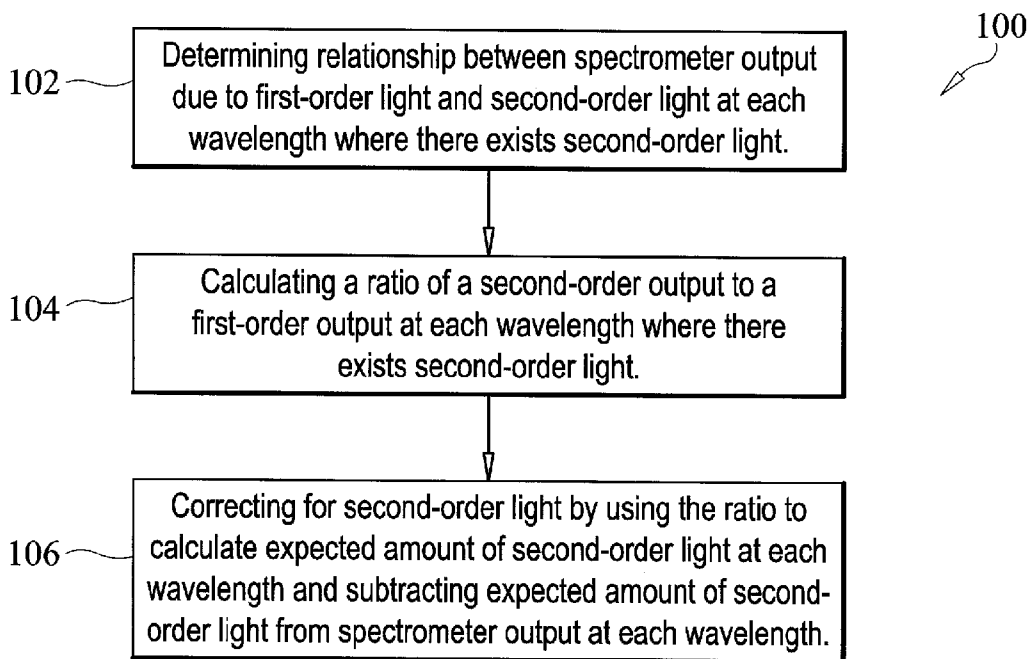 100
102
Determining relationship between spectrometer output
due to first-order light and second-order light at each
wavelength where there exists second-order light.
104
Calculating a ratio of a second-order output to a
first-order output at each wavelength where there
exists second-order light.
106
Correcting for second-order light by using the ratio to
calculate expected amount of second-order light at each
wavelength and subtracting expected amount of second-
order light from spectrometer output at each wavelength.